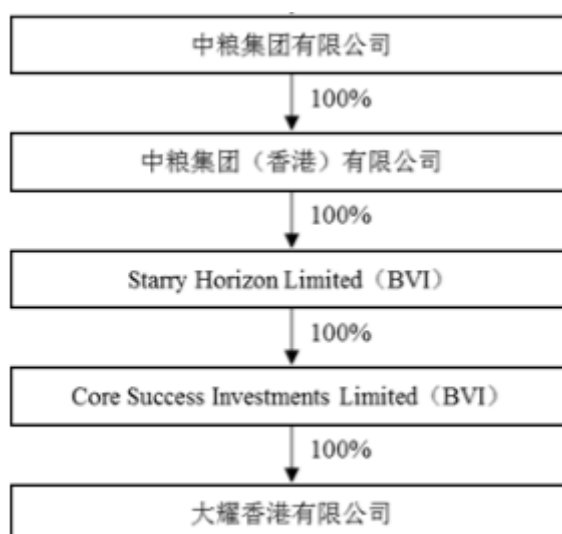 中粮集团有限公司
100%
中粮集团（香港）有限公司
100%
Starry Horizon Limited（BVI）
100%
Core Success Investments Limited（BVI）
100%
大耀香港有限公司